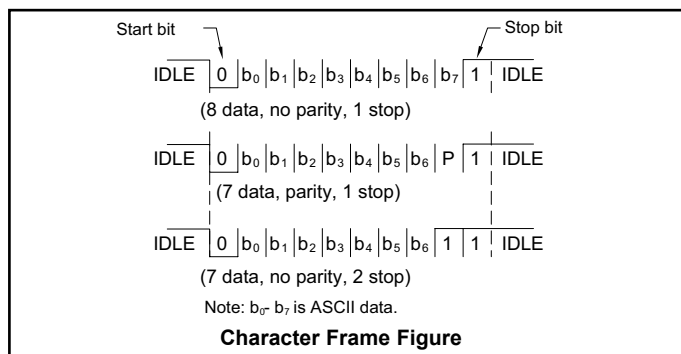 Start bit Stop bit
IDLE 0 b₀ b₁ b₂ b₃ b₄ b₅ b₆ b₇ 1 IDLE
(8 data, no parity, 1 stop)
IDLE 0 b₀ b₁ b₂ b₃ b₄ b₅ b₆ P 1 IDLE
(7 data, parity, 1 stop)
IDLE 0 b₀ b₁ b₂ b₃ b₄ b₅ b₆ 1 1 IDLE
(7 data, no parity, 2 stop)
Note: b₀- b₇ is ASCII data.
Character Frame Figure